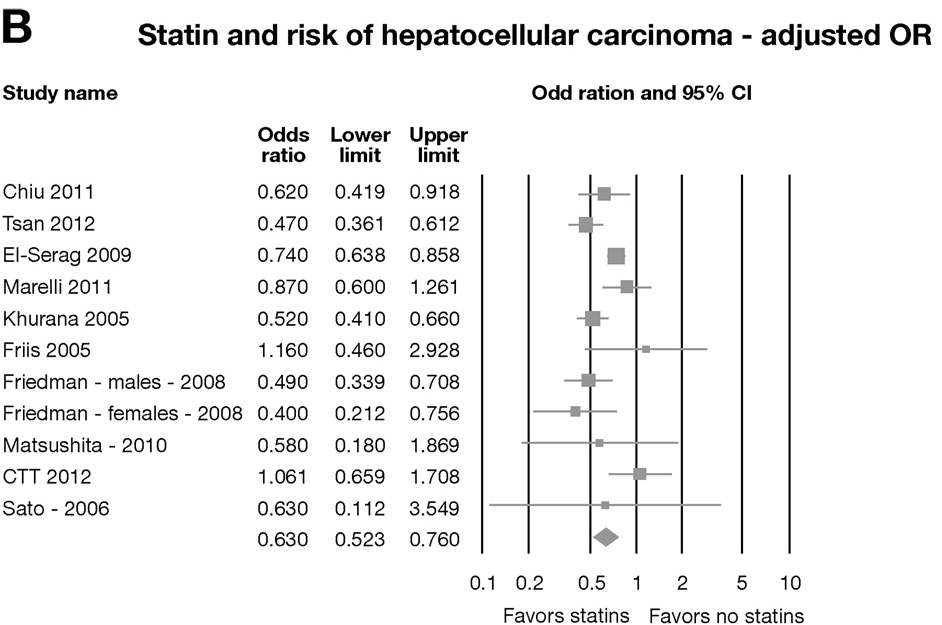 B
Statin and risk of hepatocellular carcinoma - adjusted OR
Study name
Odd ration and 95% CI
Odds ratio
Lower limit
Upper limit
Chiu 2011 0.620 0.419 0.918
Tsan 2012 0.470 0.361 0.612
El-Serag 2009 0.740 0.638 0.858
Marelli 2011 0.870 0.600 1.261
Khurana 2005 0.520 0.410 0.660
Friis 2005 1.160 0.460 2.928
Friedman - males - 2008 0.490 0.339 0.708
Friedman - females - 2008 0.400 0.212 0.756
Matsushita - 2010 0.580 0.180 1.869
CTT 2012 1.061 0.659 1.708
Sato - 2006 0.630 0.112 3.549
0.630 0.523 0.760
0.1 0.2 0.5 1 2 5 10
Favors statins Favors no statins